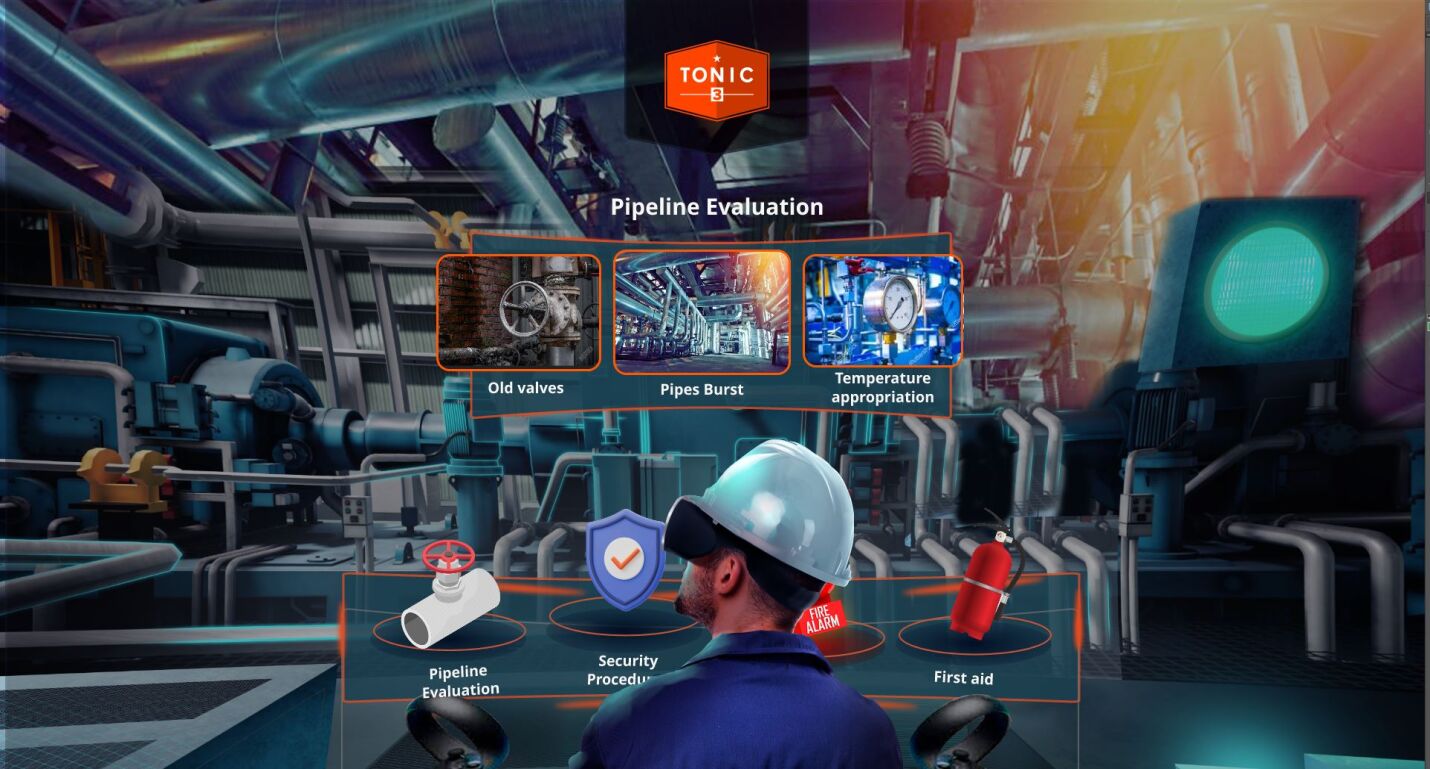 TONIC
3
Pipeline Evaluation
Old valves
Pipes Burst
Temperature
appropriation
FIRE
ALARM
Security
Pipeline
Evaluation
First aid